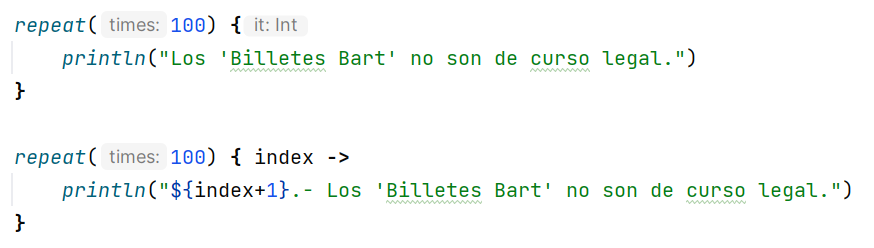 repeat( times: 100) { it: Int
println("Los 'Billetes Bart' no son de curso legal.")
}
repeat( times: 100) { index ->
println("${index+1}.- Los 'Billetes Bart' no son de curso legal.")
}